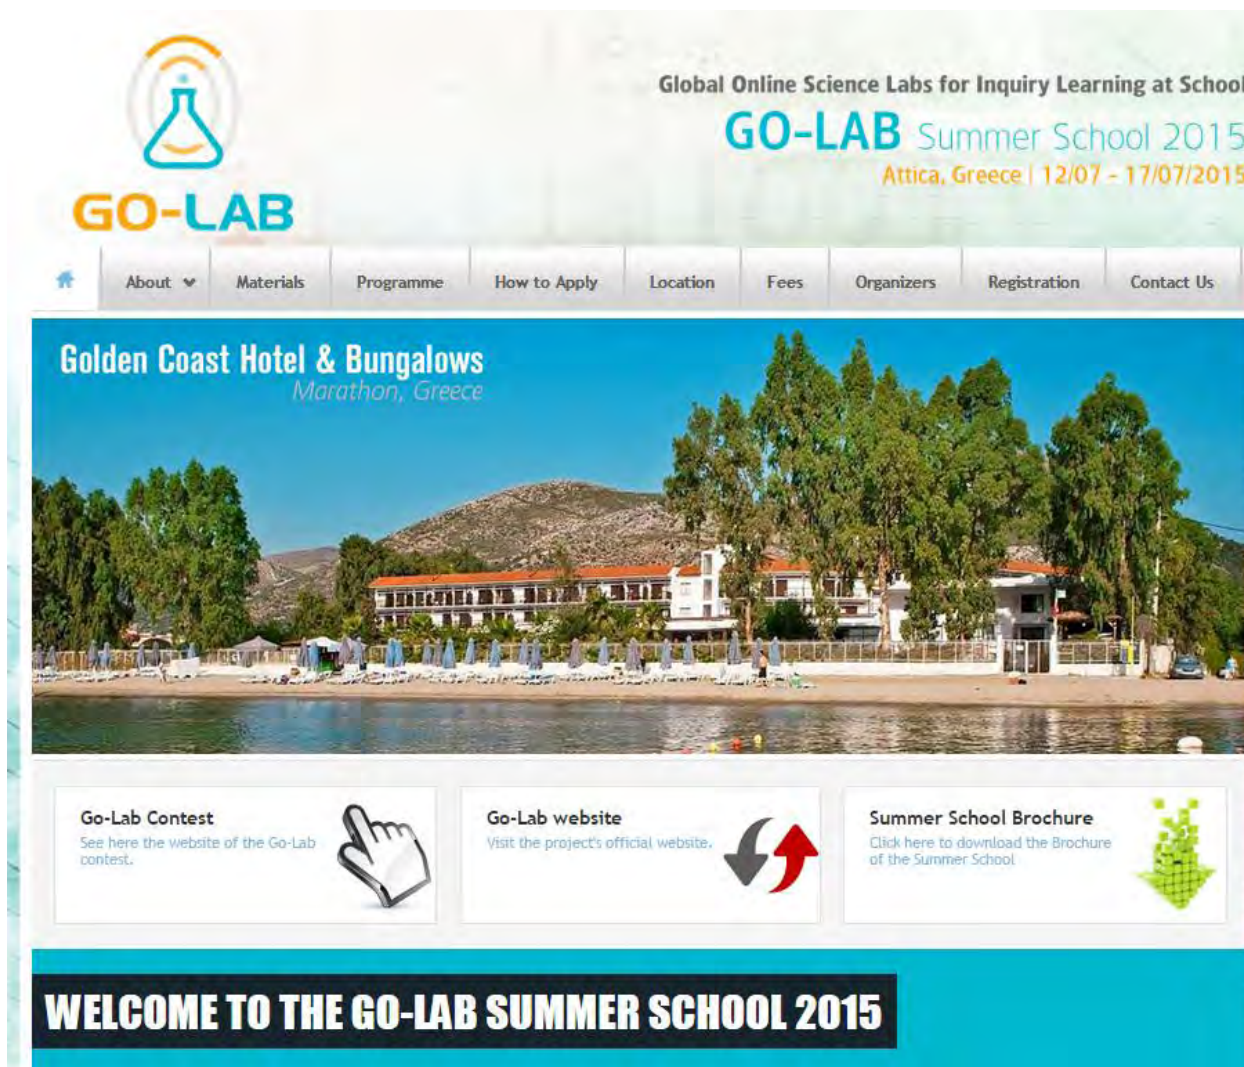 Global Online Science Labs for Inquiry Learning at School
GO-LAB Summer School 2015
Attica, Greece | 12/07 - 17/07/2015
GO-LAB
About
Materials
Programme
How to Apply
Location
Fees
Organizers
Registration
Contact Us
Golden Coast Hotel & Bungalows
Marathon, Greece
Go-Lab Contest
See here the website of the Go-Lab
contest.
Go-Lab website
Visit the project's official website.
Summer School Brochure
Click here to download the Brochure
of the Summer School
WELCOME TO THE GO-LAB SUMMER SCHOOL 2015